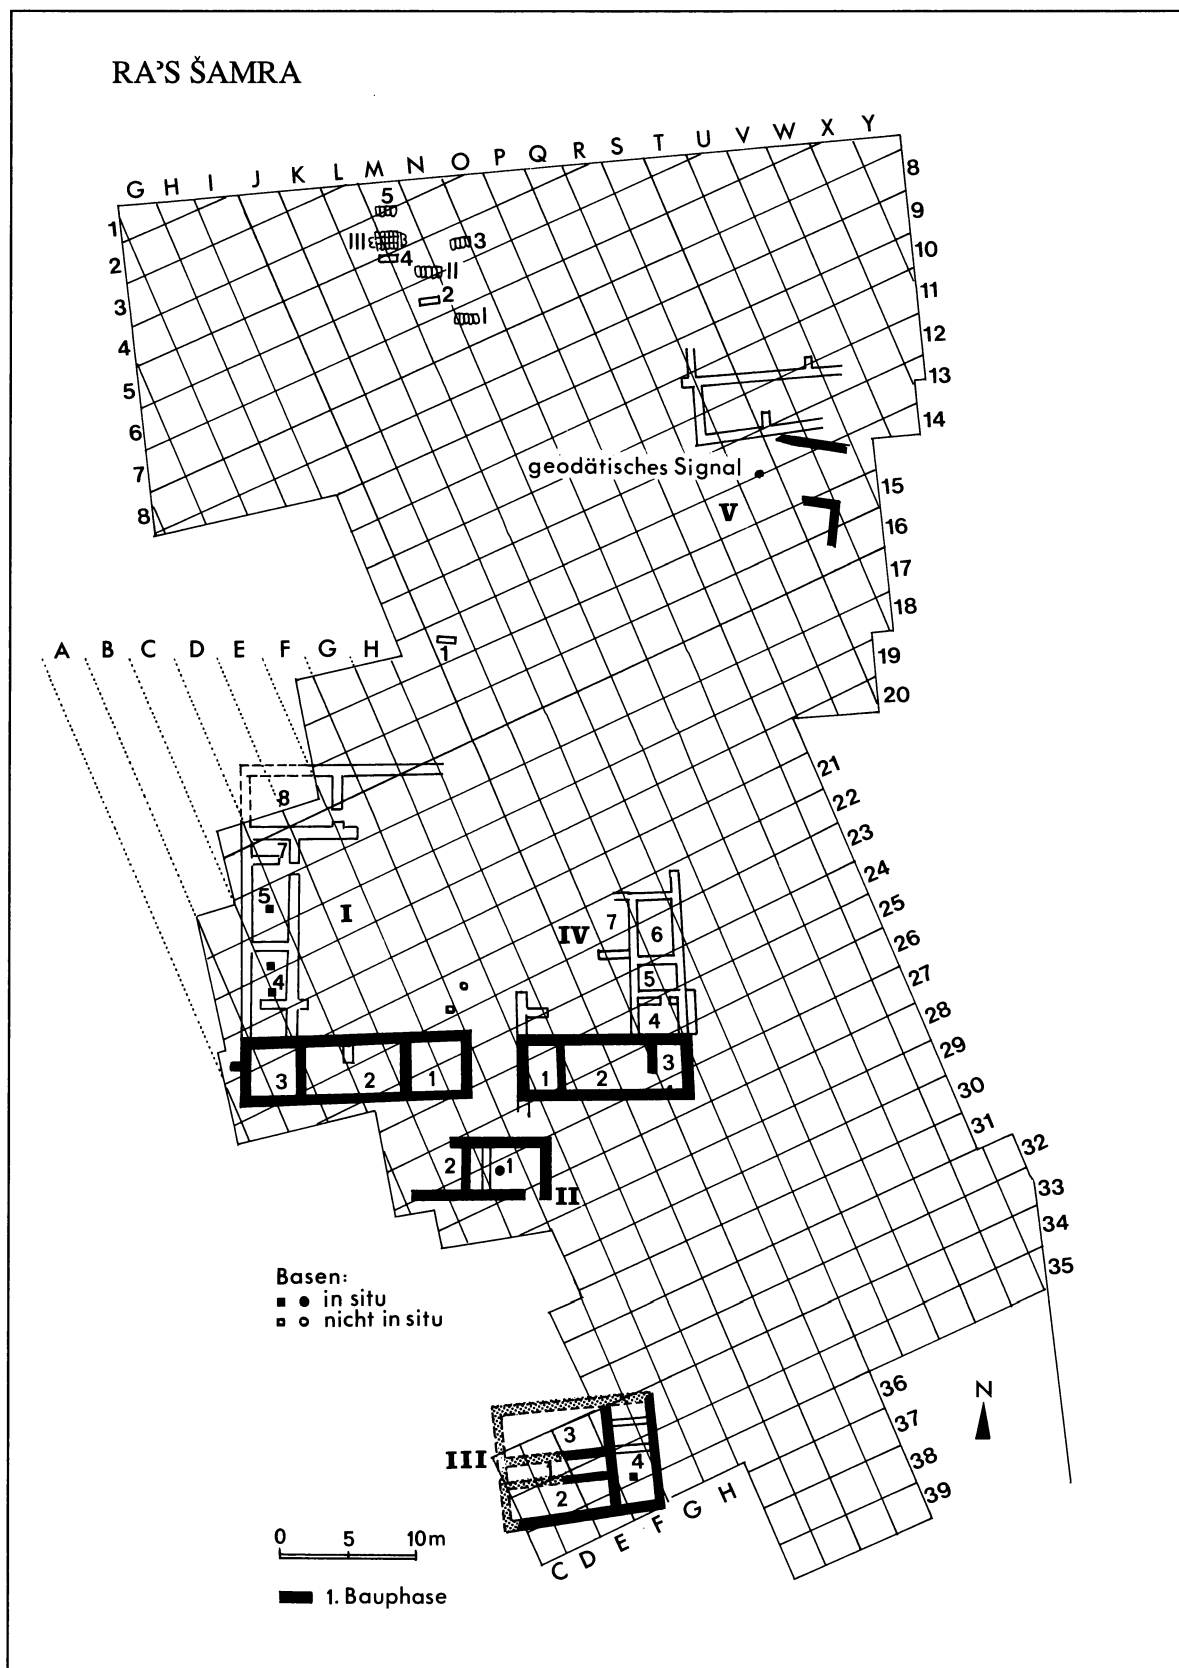 RAʾS ŠAMRA
G H I J K L M N O P Q R S T U V W X Y
1
2
3
4
5
6
7
8
8
9
10
11
12
13
14
15
16
17
18
19
20
5
III
4
3
II
2
I
geodätisches Signal
V
1
A B C D E F G H
21
22
23
24
25
26
27
28
29
30
31
32
33
34
35
8
7
5
I
4
3 2 1
IV
7 6
5
4
1 2 3
2 1
II
Basen:
in situ
nicht in situ
36
37
38
39
N
III
3
1
4
2
C D E F G H
0 5 10 m
1. Bauphase